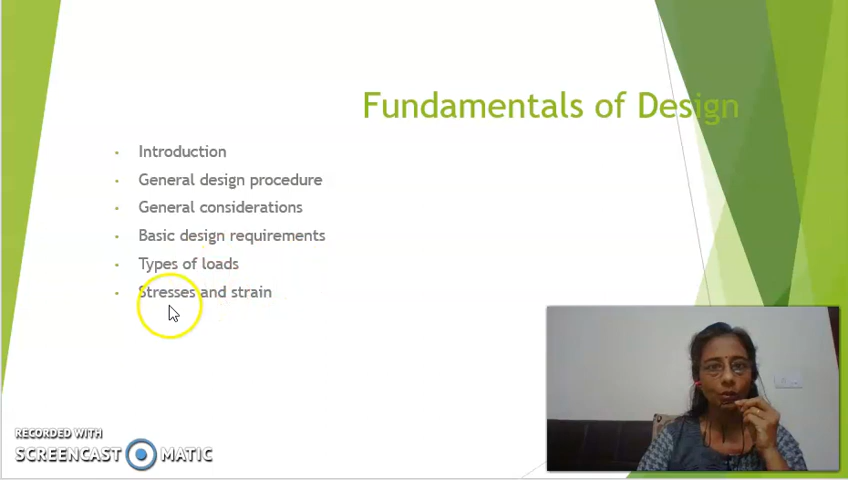 Fundamentals of Design
Introduction
General design procedure
General considerations
Basic design requirements
Types of loads
Stresses and strain
RECORDED WITH
SCREENCAST MATIC